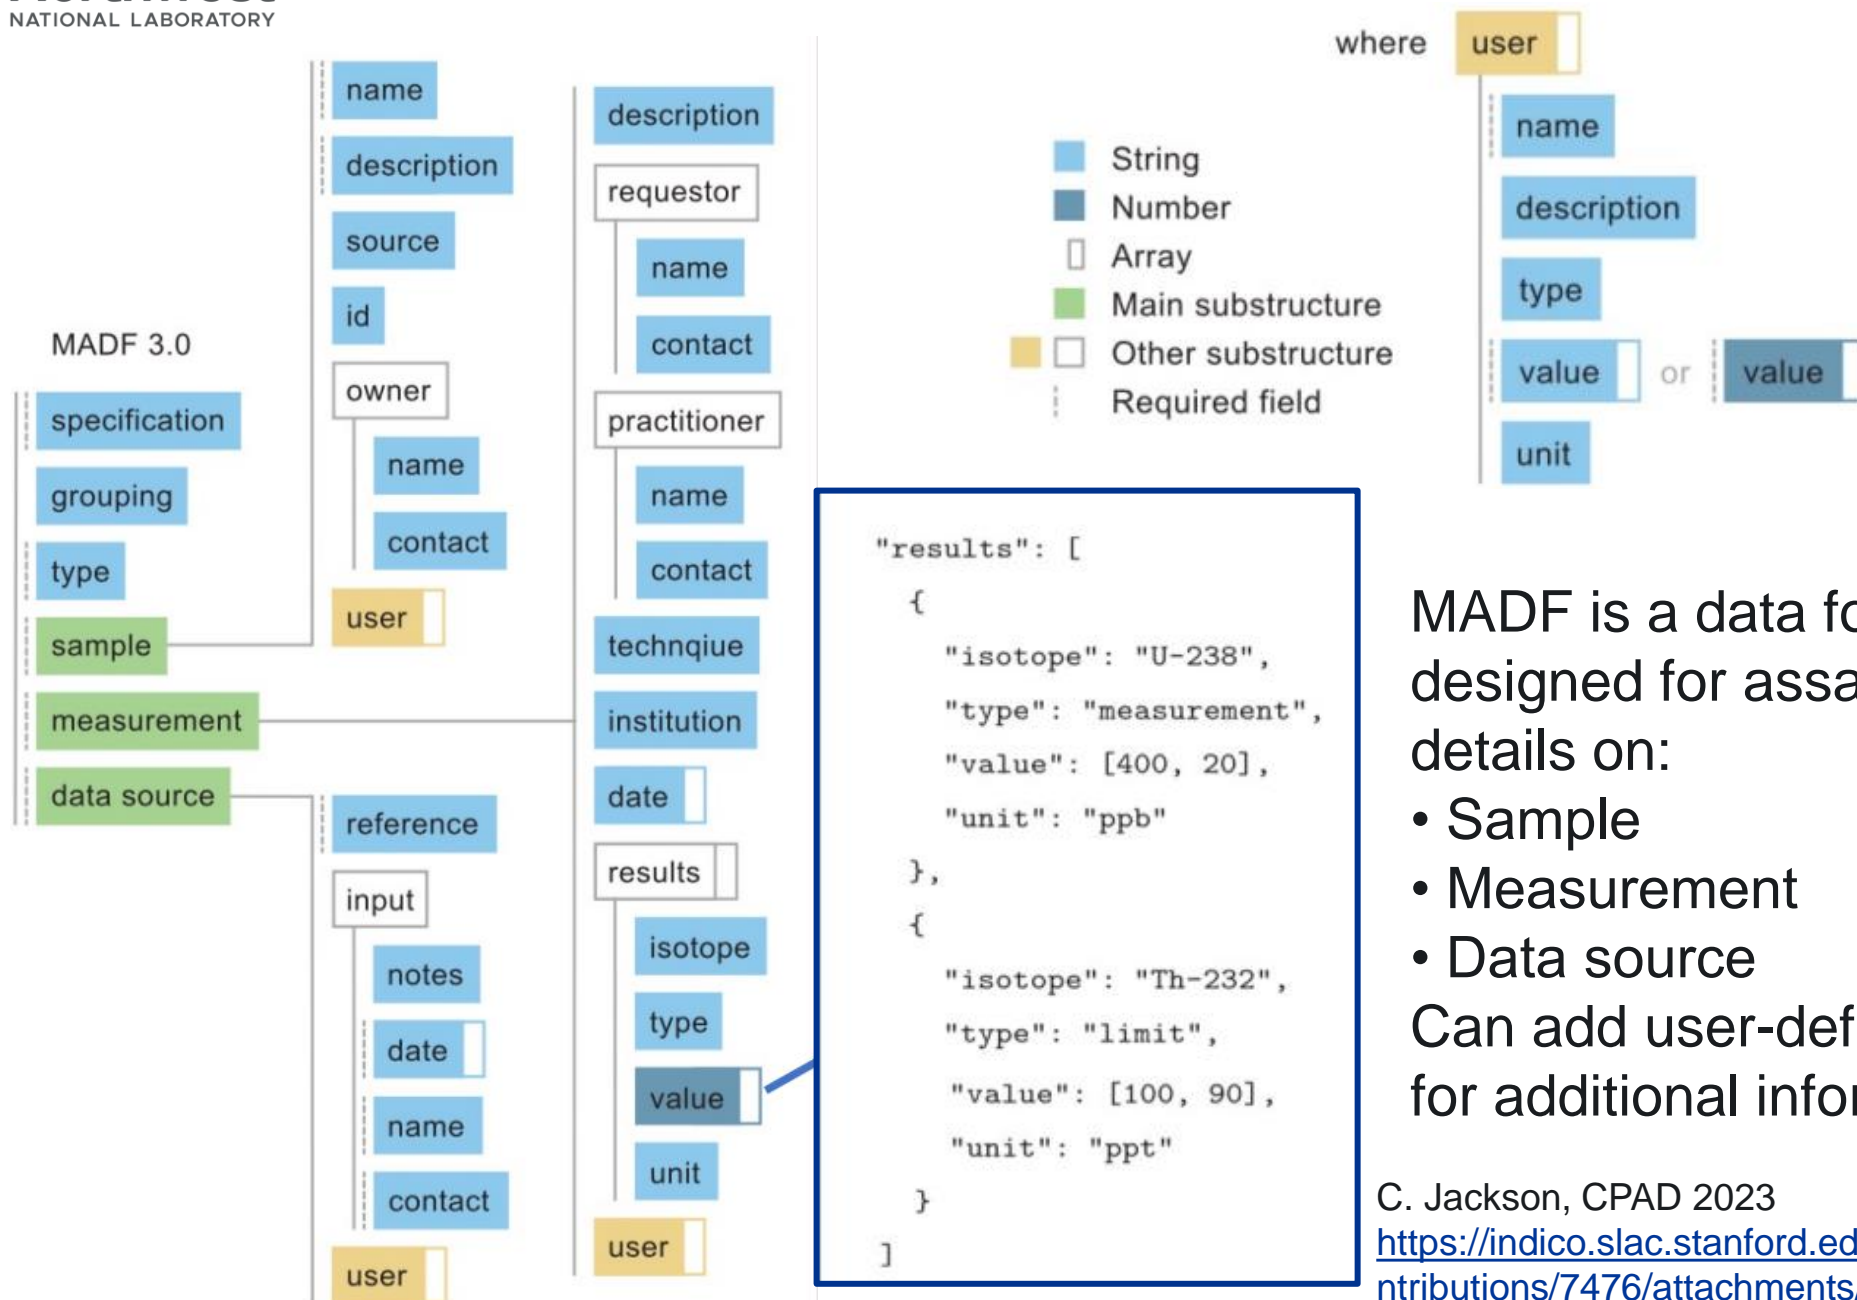 NATIONAL LABORATORY
MADF 3.0
specification
grouping
type
sample
measurement
data source
name
description
source
id
owner
name
contact
user
reference
input
notes
date
name
contact
user
description
requestor
name
contact
practitioner
name
contact
technqiue
institution
date
results
isotope
type
value
unit
user
String
Number
Array
Main substructure
Other substructure
Required field
where user
name
description
type
value or value
unit
"results": [
{
"isotope": "U-238",
"type": "measurement",
"value": [400, 20],
"unit": "ppb"
},
{
"isotope": "Th-232",
"type": "limit",
"value": [100, 90],
"unit": "ppt"
}
]
MADF is a data fo
designed for assa
details on:
• Sample
• Measurement
• Data source
Can add user-def
for additional infor
C. Jackson, CPAD 2023
https://indico.slac.stanford.ed
ntributions/7476/attachments/